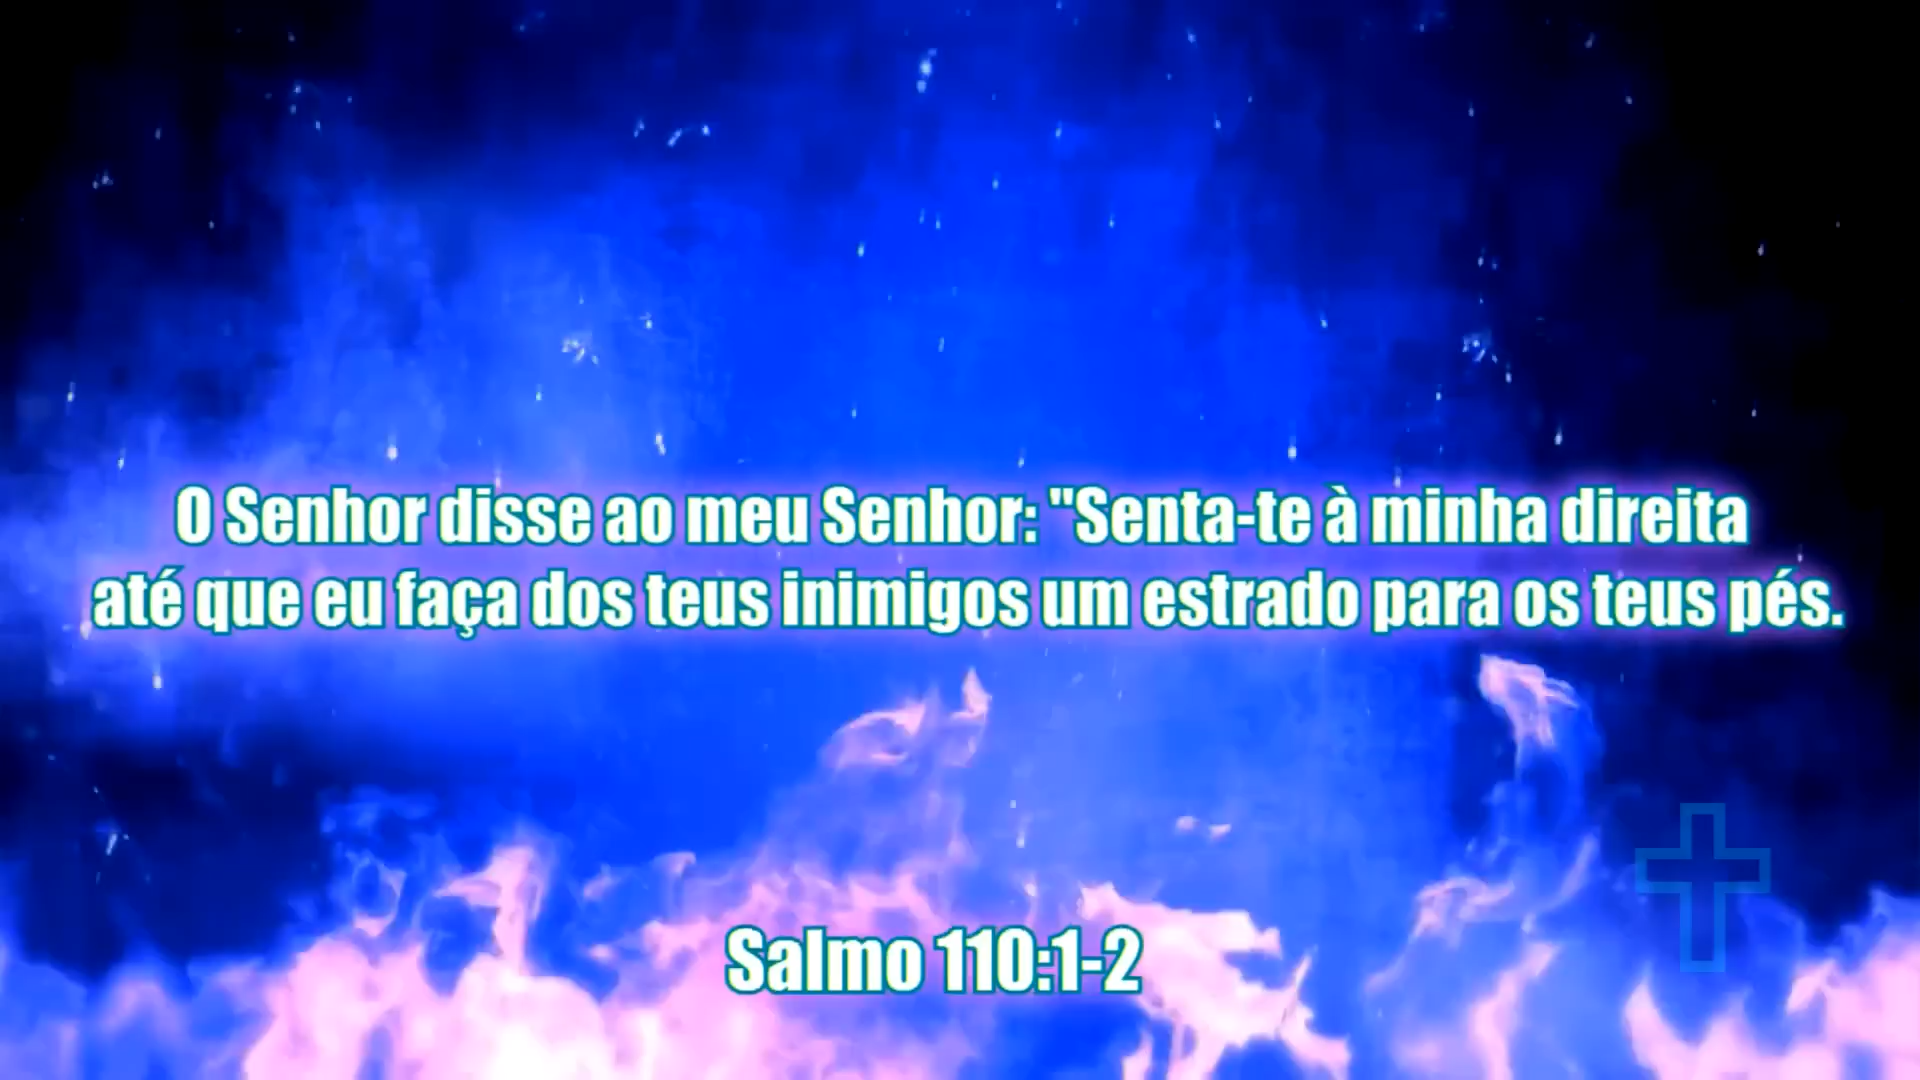 O Senhor disse ao meu Senhor: "Senta-te à minha direita
até que eu faça dos teus inimigos um estrado para os teus pés.
Salmo 110:1-2